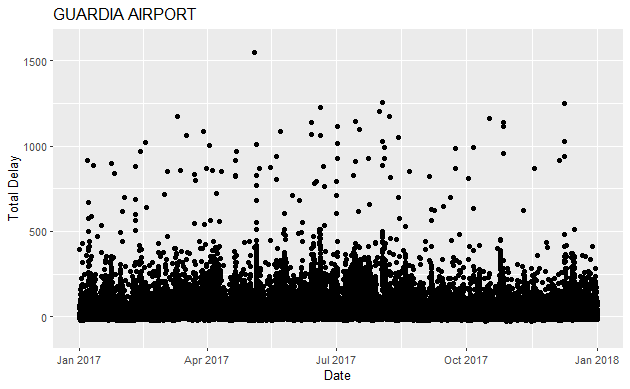 GUARDIA AIRPORT
1500
1000
500
0
Total Delay
Jan 2017
Apr 2017
Jul 2017
Oct 2017
Jan 2018
Date